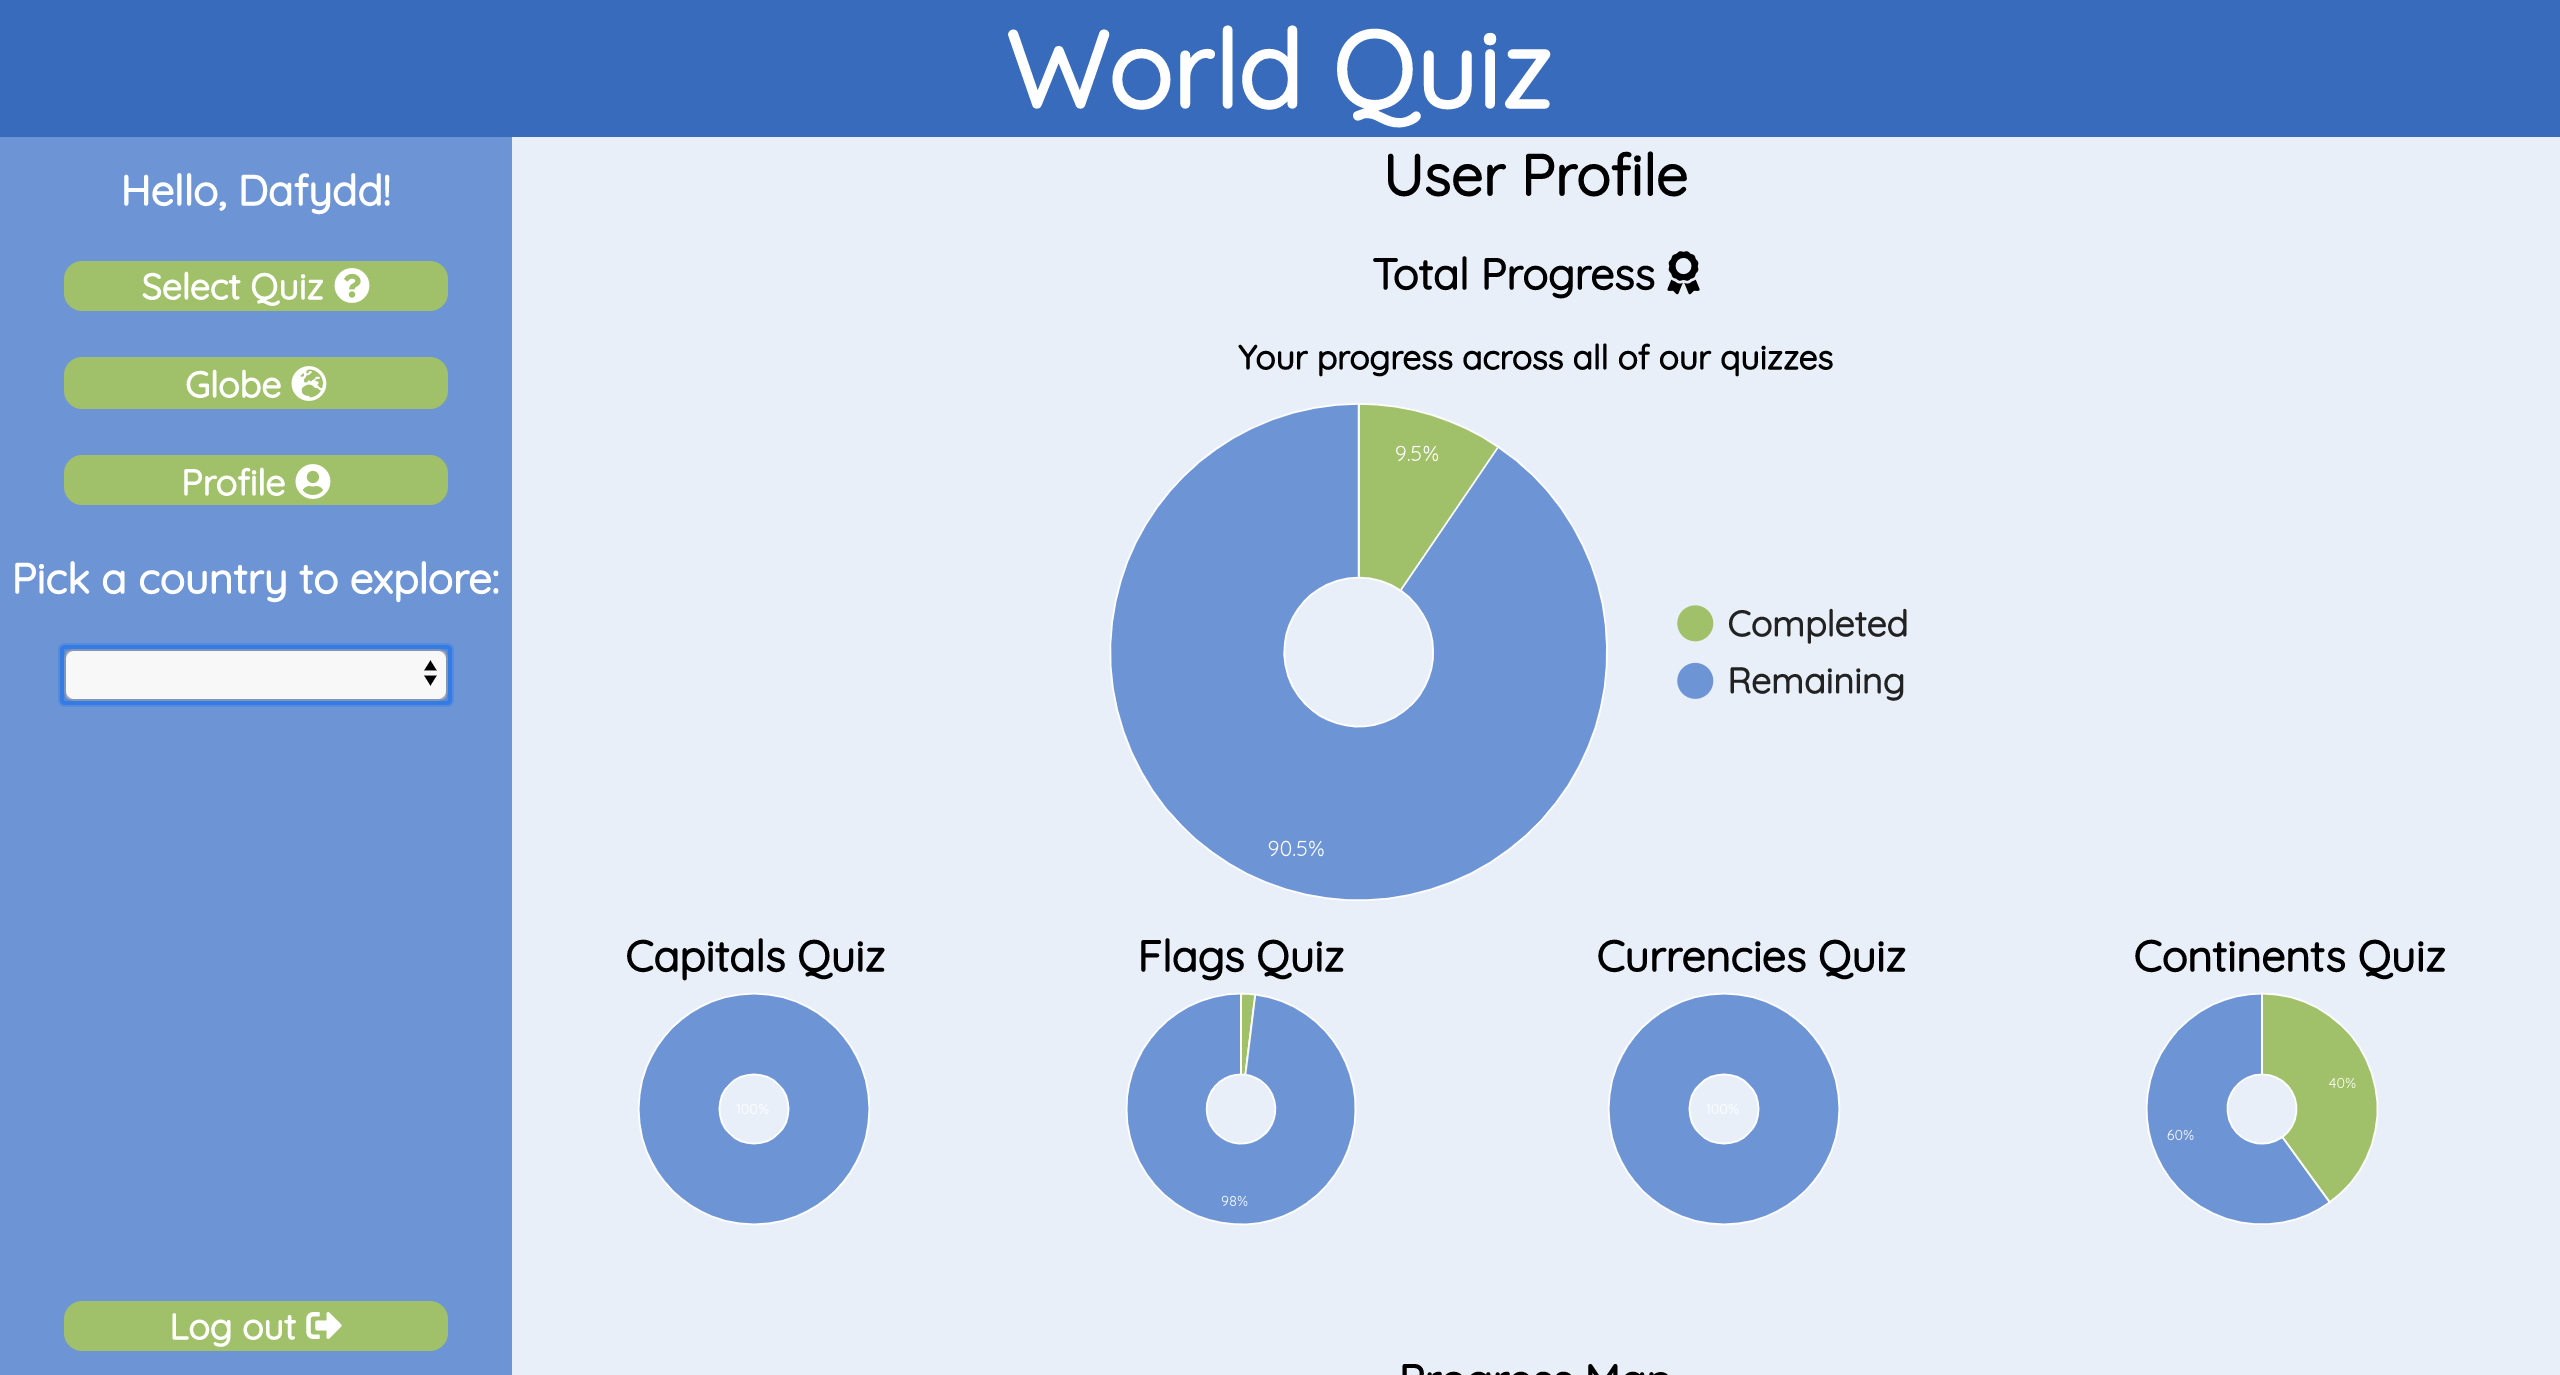 World Quiz
Hello, Dafydd!
Select Quiz
Globe
Profile
Pick a country to explore:
Log out
User Profile
Total Progress
Your progress across all of our quizzes
9.5%
90.5%
Completed
Remaining
Capitals Quiz
100%
Flags Quiz
98%
Currencies Quiz
100%
Continents Quiz
40%
60%
Progress Map